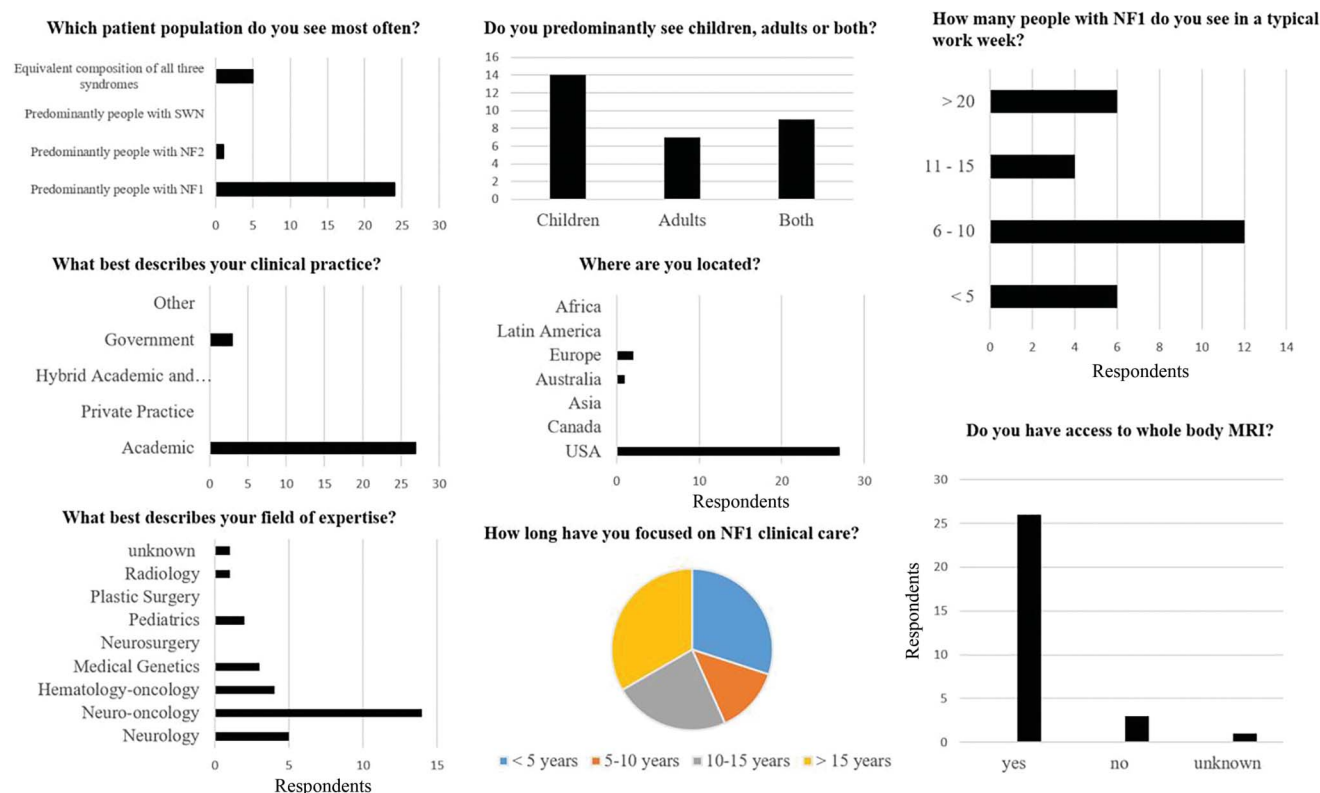 Which patient population do you see most often?
Equivalent composition of all three
syndromes
Predominantly people with SWN
Predominantly people with NF2
Predominantly people with NF1
0 5 10 15 20 25 30
Do you predominantly see children, adults or both?
16
14
12
10
8
6
4
2
0
Children Adults Both
How many people with NF1 do you see in a typical
work week?
> 20
11 - 15
6 - 10
< 5
0 2 4 6 8 10 12 14
Respondents
What best describes your clinical practice?
Other
Government
Hybrid Academic and...
Private Practice
Academic
0 5 10 15 20 25 30
Where are you located?
Africa
Latin America
Europe
Australia
Asia
Canada
USA
0 10 20 30
Respondents
Do you have access to whole body MRI?
30
25
20
15
10
5
0
Respondents
yes no unknown
What best describes your field of expertise?
unknown
Radiology
Plastic Surgery
Pediatrics
Neurosurgery
Medical Genetics
Hematology-oncology
Neuro-oncology
Neurology
0 5 10 15
Respondents
How long have you focused on NF1 clinical care?
< 5 years 5-10 years 10-15 years > 15 years